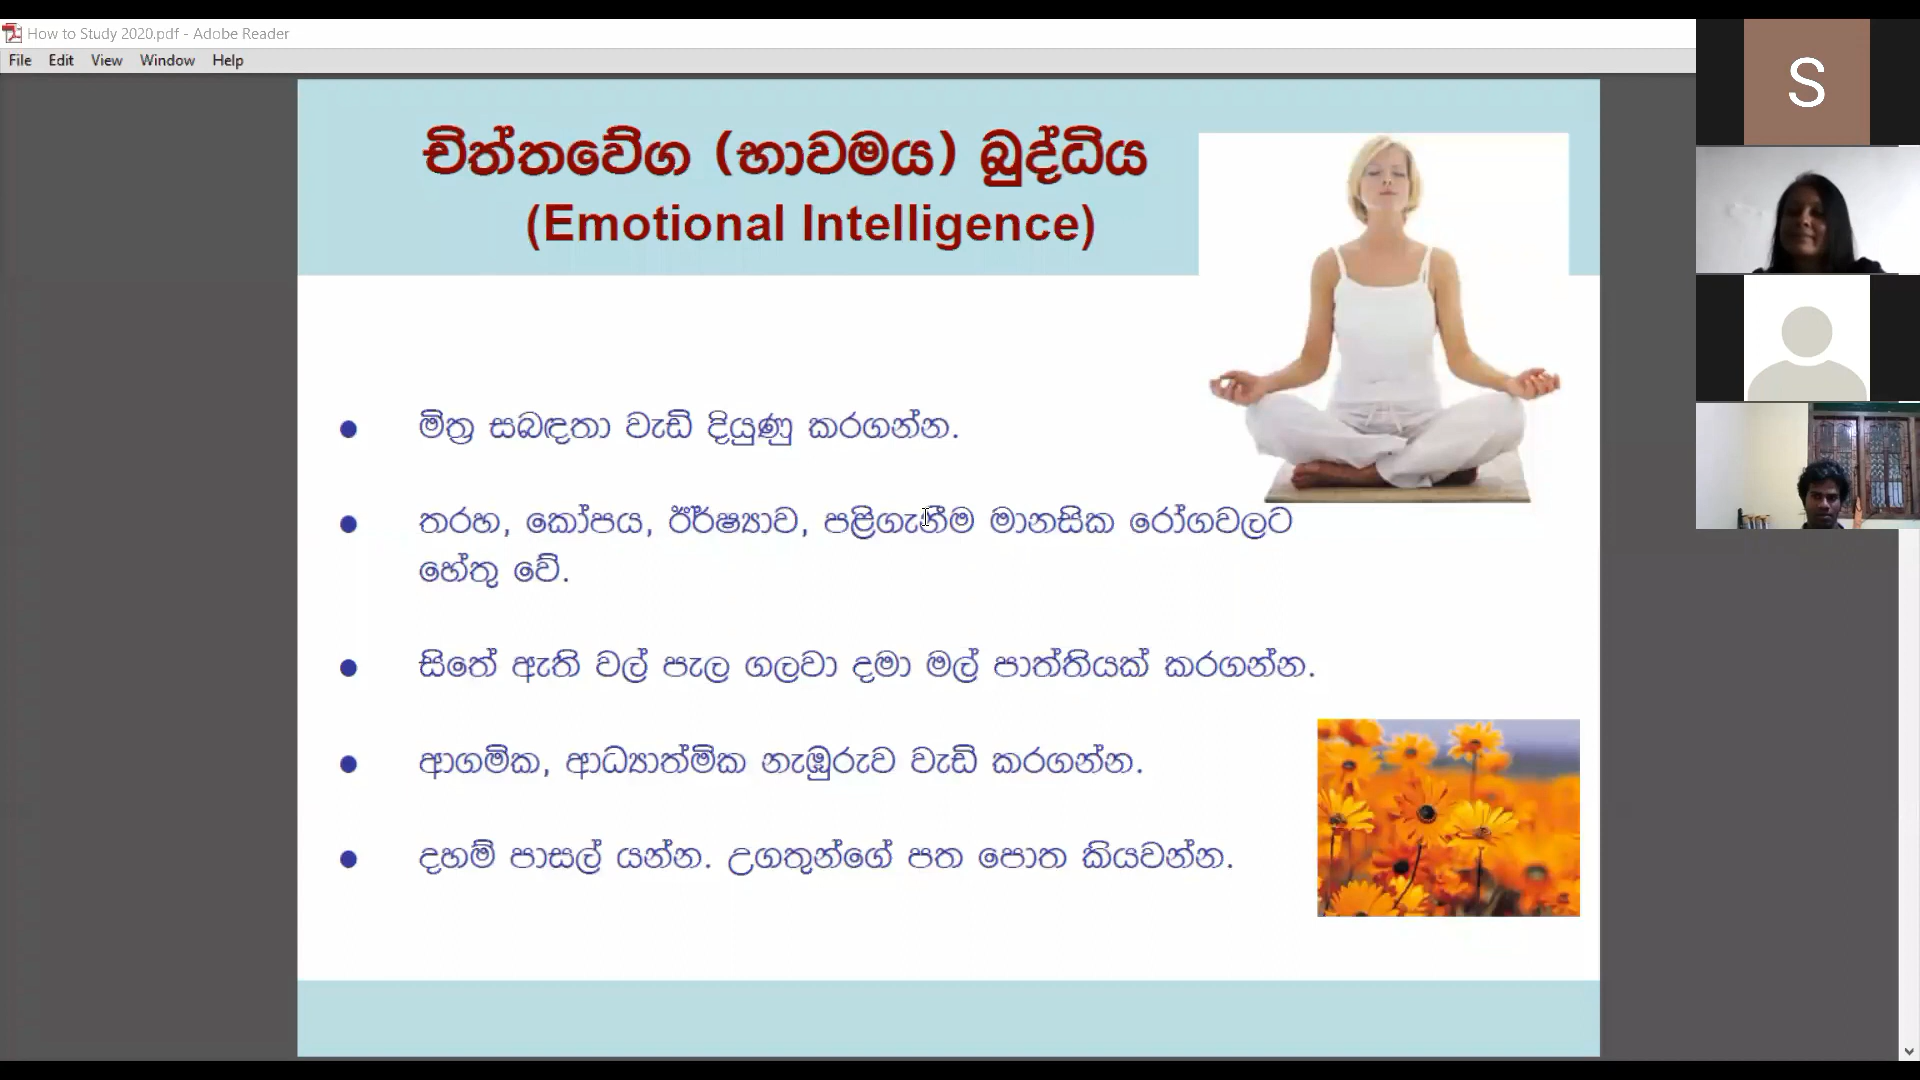 How to Study 2020.pdf - Adobe Reader
File Edit View Window Help
චිත්තවේග (භාවමය) බුද්ධිය
(Emotional Intelligence)
● මිත්‍ර සබඳතා වැඩි දියුණු කරගන්න.
● තරහ, කෝපය, ඊර්ෂ්‍යාව, පළිගැනීම මානසික රෝගවලට
හේතු වේ.
● සිතේ ඇති වල් පැල ගලවා දමා මල් පාත්තියක් කරගන්න.
● ආගමික, ආධ්‍යාත්මික නැඹුරුව වැඩි කරගන්න.
● දහම් පාසල් යන්න. උගතුන්ගේ පත පොත කියවන්න.
S